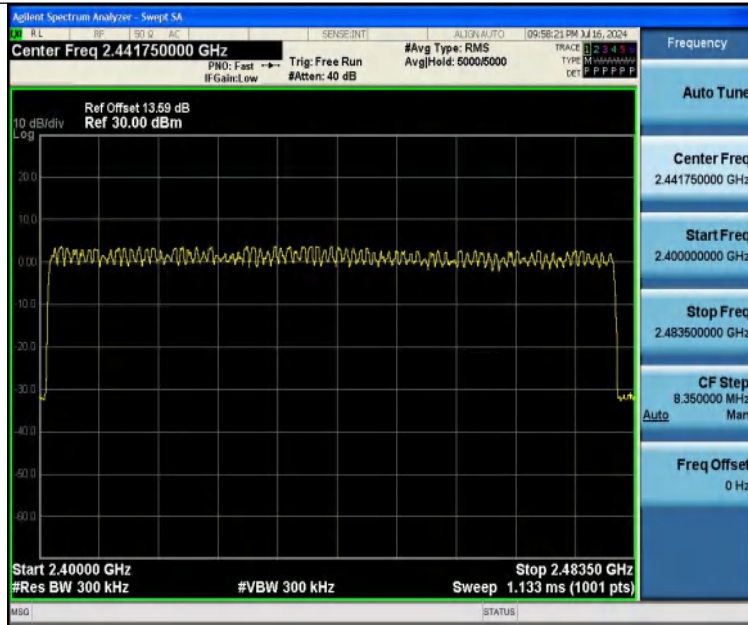 Agilent Spectrum Analyzer - Swept SA
RL RF 50 Ω AC SENSE:INT ALIGN AUTO 09:58:21 PM Jul 16, 2024
Center Freq 2.441750000 GHz
PNO: Fast
IFGain:Low
Trig: Free Run
#Atten: 40 dB
#Avg Type: RMS
Avg|Hold: 5000/5000
TRACE 1 2 3 4 5 6
TYPE M
DET P P P P P P
Ref Offset 13.59 dB
10 dB/div Ref 30.00 dBm
Log
20.0
10.0
0.00
-10.0
-20.0
-30.0
-40.0
-50.0
-60.0
Start 2.40000 GHz Stop 2.48350 GHz
#Res BW 300 kHz #VBW 300 kHz Sweep 1.133 ms (1001 pts)
MSG STATUS
Frequency
Auto Tune
Center Freq
2.441750000 GHz
Start Freq
2.400000000 GHz
Stop Freq
2.483500000 GHz
CF Step
8.350000 MHz
Auto Man
Freq Offset
0 Hz